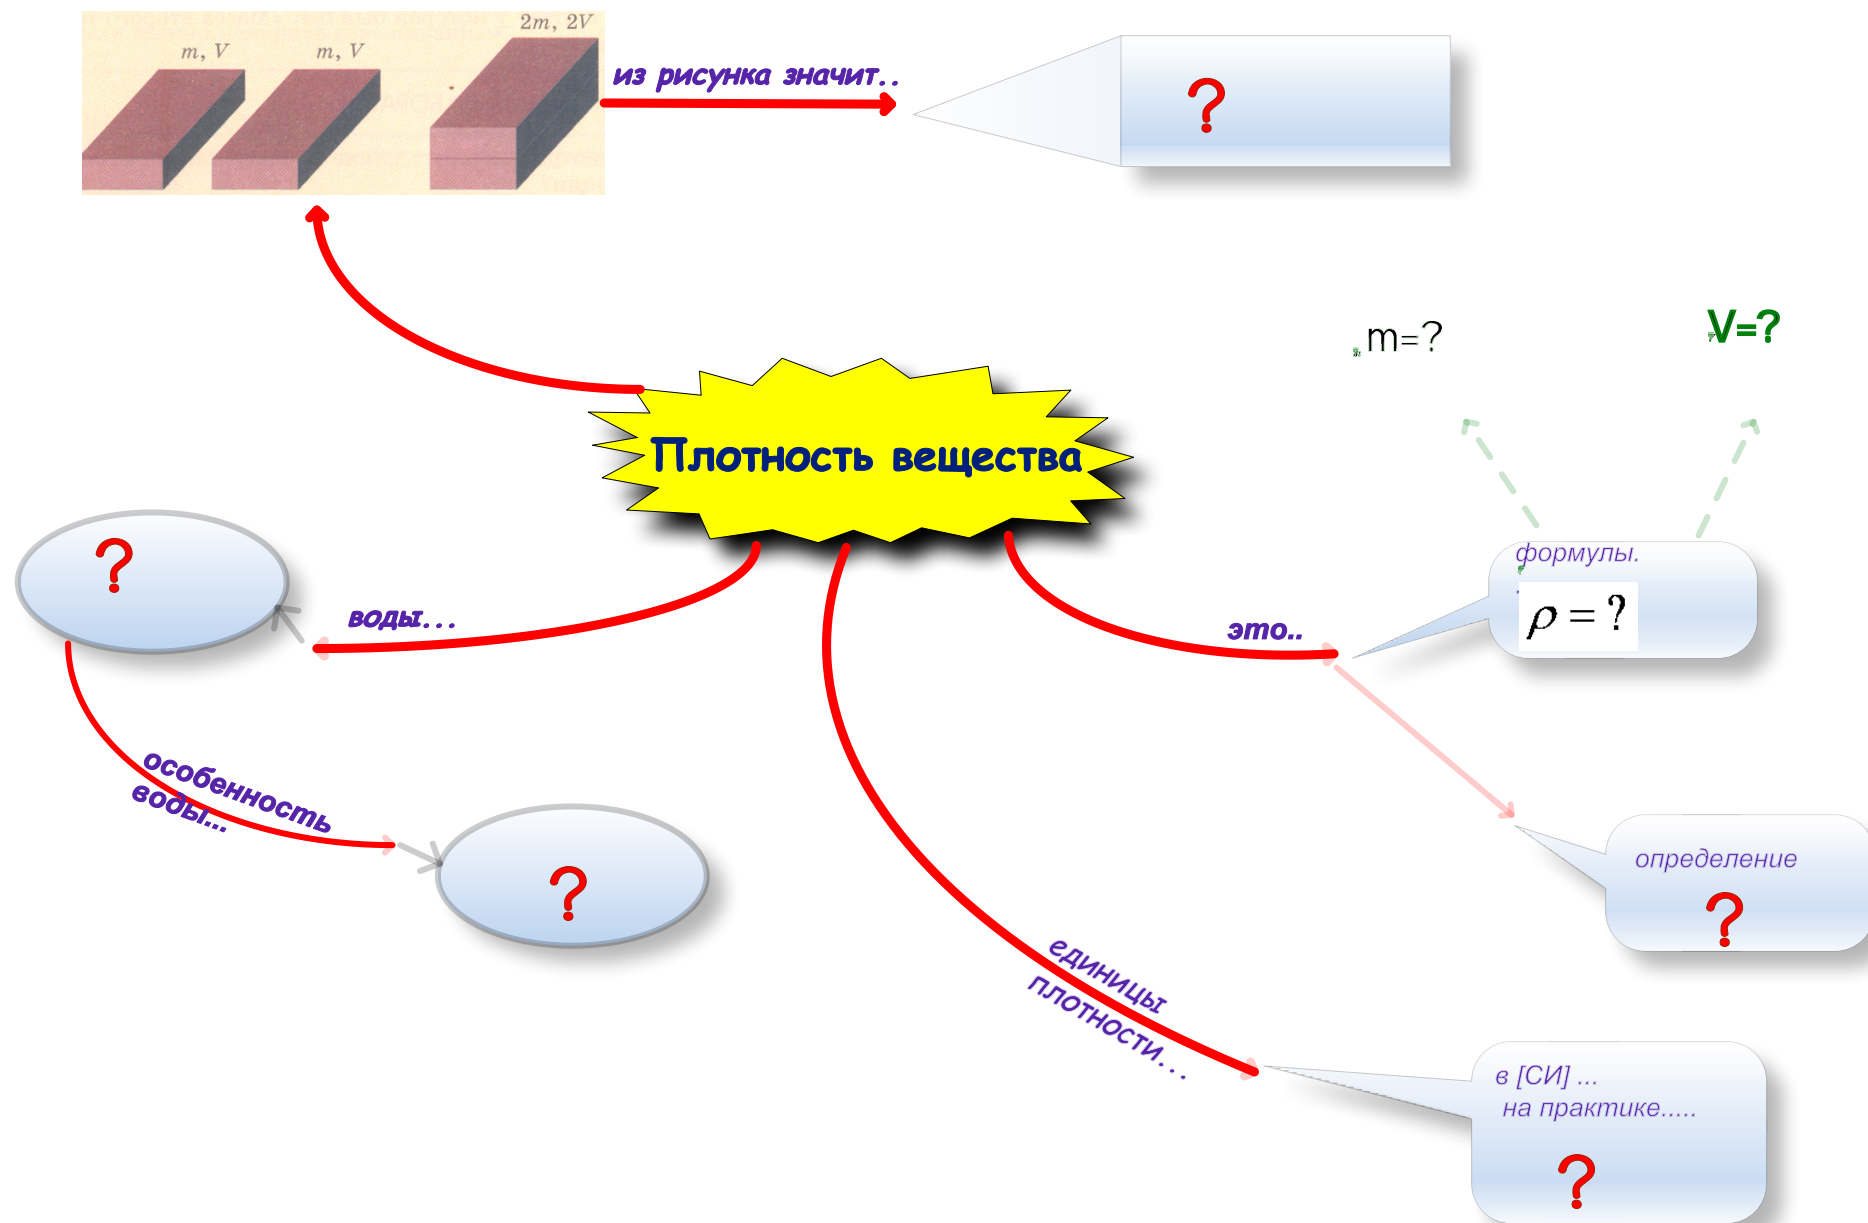 m, V
m, V
2m, 2V
из рисунка значит..
?
m=?
V=?
Плотность вещества
формулы.
ρ = ?
?
воды...
это..
особенность
воды...
?
определение
?
единицы
плотности...
в [СИ] ...
на практике.....
?